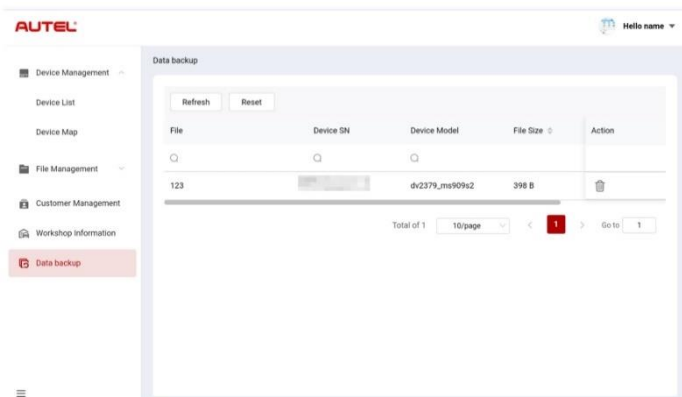 AUTEL
Hello name
Device Management
Device List
Device Map
File Management
Customer Management
Workshop Information
Data backup
Data backup
Refresh Reset
File Device SN Device Model File Size Action
123 dv2379_ms909s2 398 B
Total of 1 10/page < 1 > Go to 1